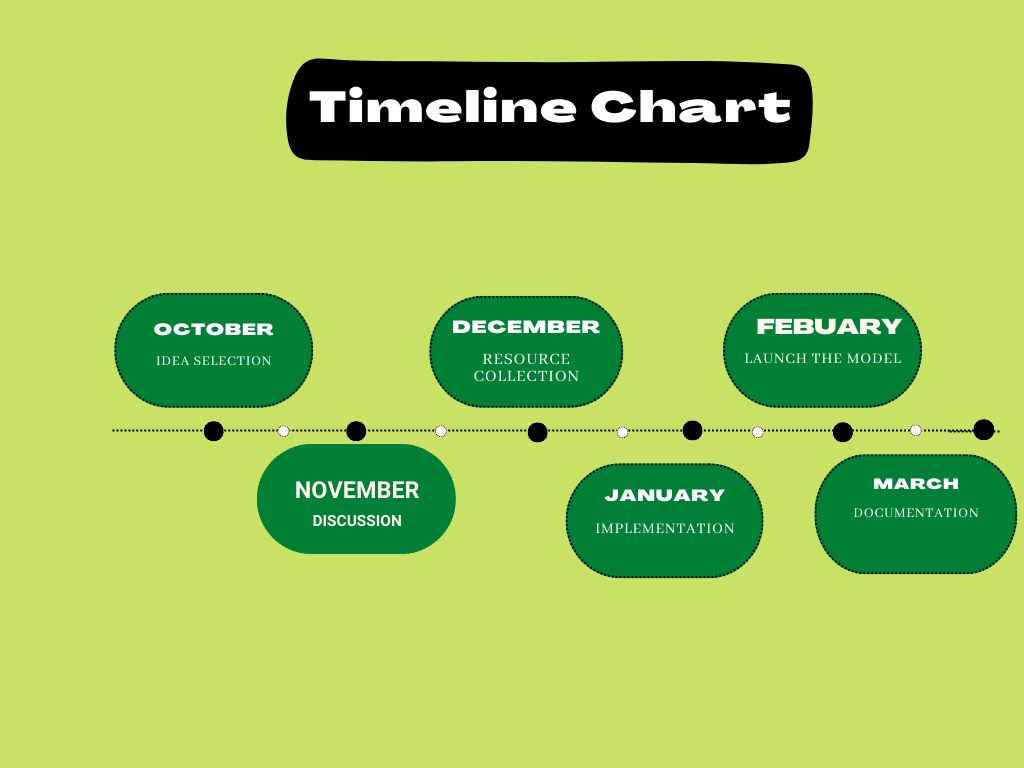 Timeline Chart
OCTOBER
IDEA SELECTION
NOVEMBER
DISCUSSION
DECEMBER
RESOURCE
COLLECTION
JANUARY
IMPLEMENTATION
FEBUARY
LAUNCH THE MODEL
MARCH
DOCUMENTATION